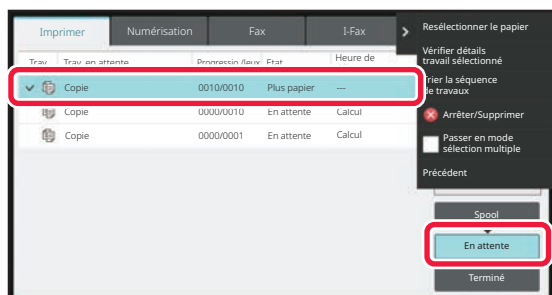 Imprimer
Numérisation
Fax
I-Fax
Trav
Trav. en attente
Progressio
Etat
Heure de
Copie
0010/0010
Plus papier
---
Copie
0000/0010
En attente
Calcul
Copie
0000/0001
En attente
Calcul
Resélectionner le papier
Vérifier détails
travail sélectionné
Trier la séquence
de travaux
Arrêter/Supprimer
Passer en mode
sélection multiple
Précédent
Spool
En attente
Terminé